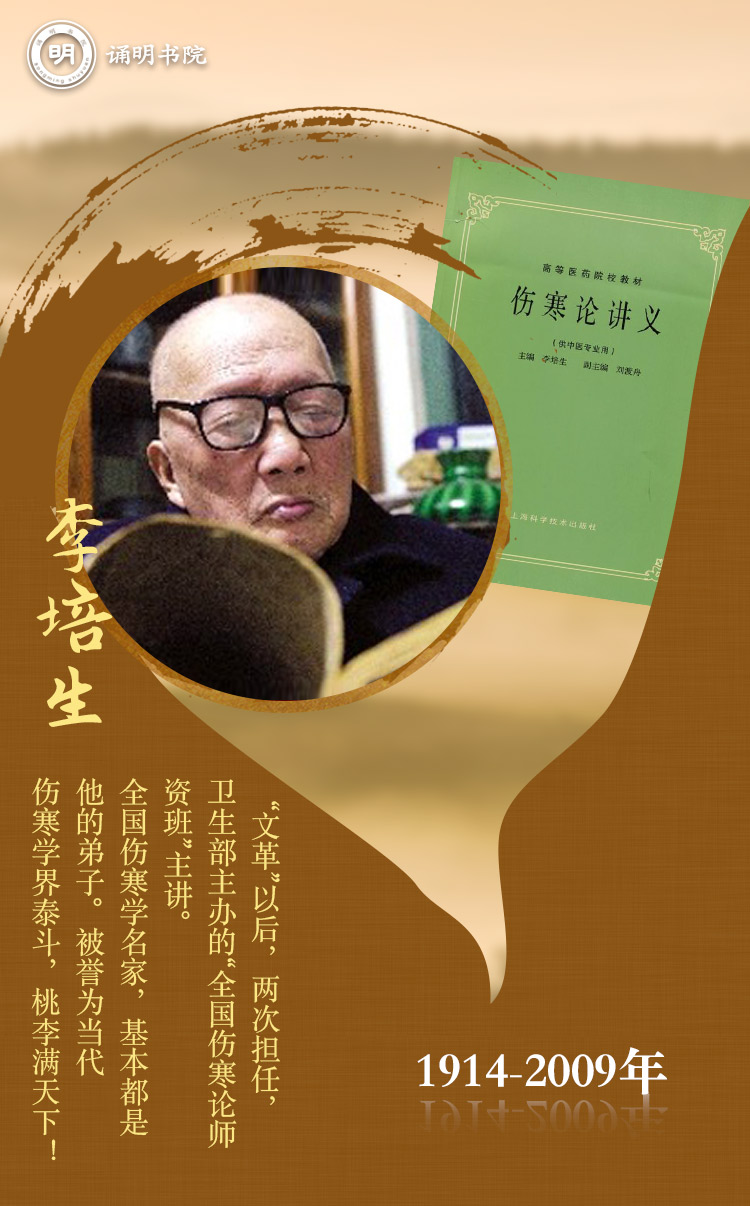 明
诵明书院
高等医药院校教材
伤寒论讲义
（供中医专业用）
主编 李培生 副主编 刘渡舟
上海科学技术出版社
李培生
“文革”以后，两次担任，
卫生部主办的“全国伤寒论师
资班”主讲。
全国伤寒学名家，基本都是
他的弟子。被誉为当代
伤寒学界泰斗，桃李满天下！
1914-2009年